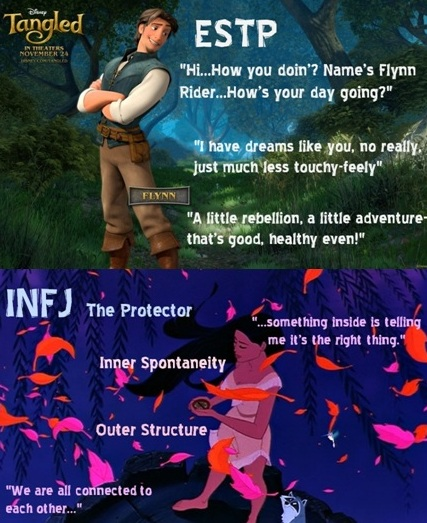 Disney
Tangled
IN THEATERS
NOVEMBER 24
ESTP
"Hi...How you doin'? Name's Flynn
Rider...How's your day going?"
"I have dreams like you, no really,
just much less touchy-feely"
FLYNN
"A little rebellion, a little adventure-
that's good, healthy even!"
INFJ The Protector
"...something inside is telling
me it's the right thing."
Inner Spontaneity
Outer Structure
"We are all connected to
each other..."